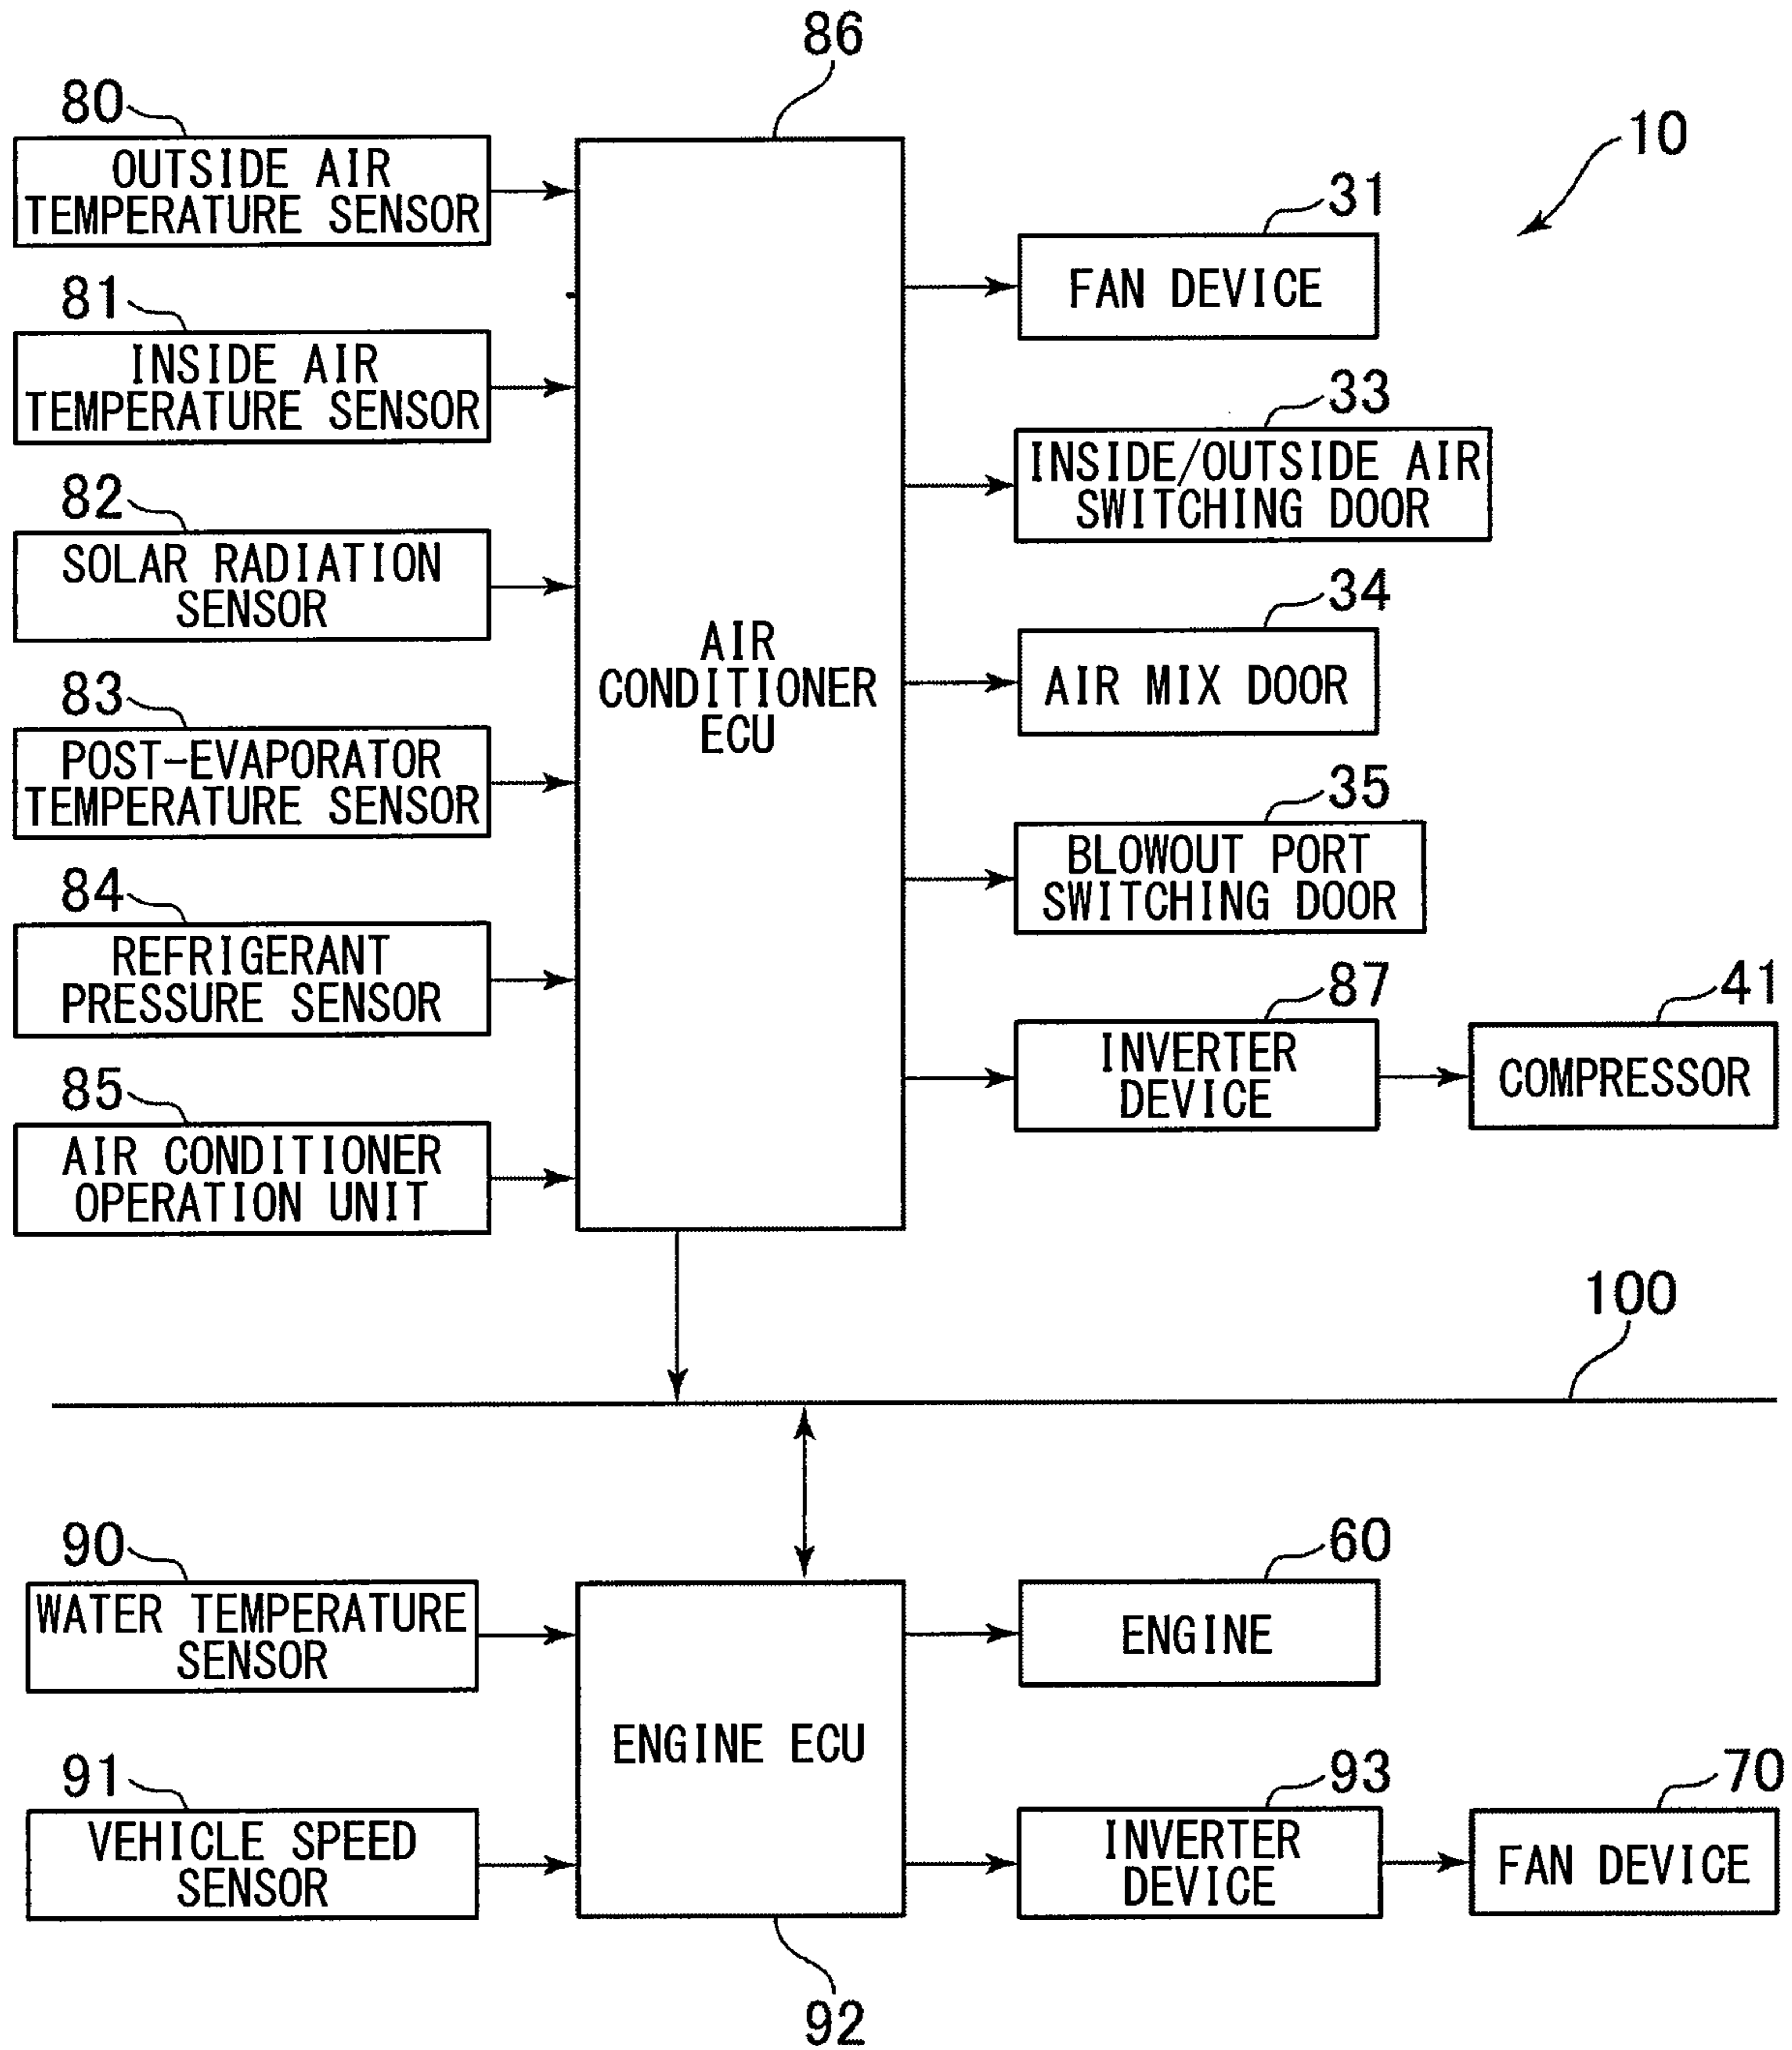 86
10
80
OUTSIDE AIR
TEMPERATURE SENSOR
81
INSIDE AIR
TEMPERATURE SENSOR
82
SOLAR RADIATION
SENSOR
83
POST-EVAPORATOR
TEMPERATURE SENSOR
84
REFRIGERANT
PRESSURE SENSOR
85
AIR CONDITIONER
OPERATION UNIT
AIR
CONDITIONER
ECU
31
FAN DEVICE
33
INSIDE/OUTSIDE AIR
SWITCHING DOOR
34
AIR MIX DOOR
35
BLOWOUT PORT
SWITCHING DOOR
87
INVERTER
DEVICE
41
COMPRESSOR
100
90
WATER TEMPERATURE
SENSOR
91
VEHICLE SPEED
SENSOR
ENGINE ECU
92
60
ENGINE
93
INVERTER
DEVICE
70
FAN DEVICE